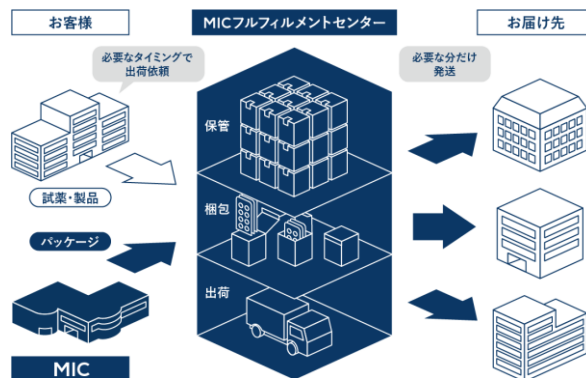 お客様
MICフルフィルメントセンター
お届け先
必要なタイミングで
出荷依頼
必要な分だけ
発送
保管
試薬・製品
梱包
パッケージ
出荷
MIC